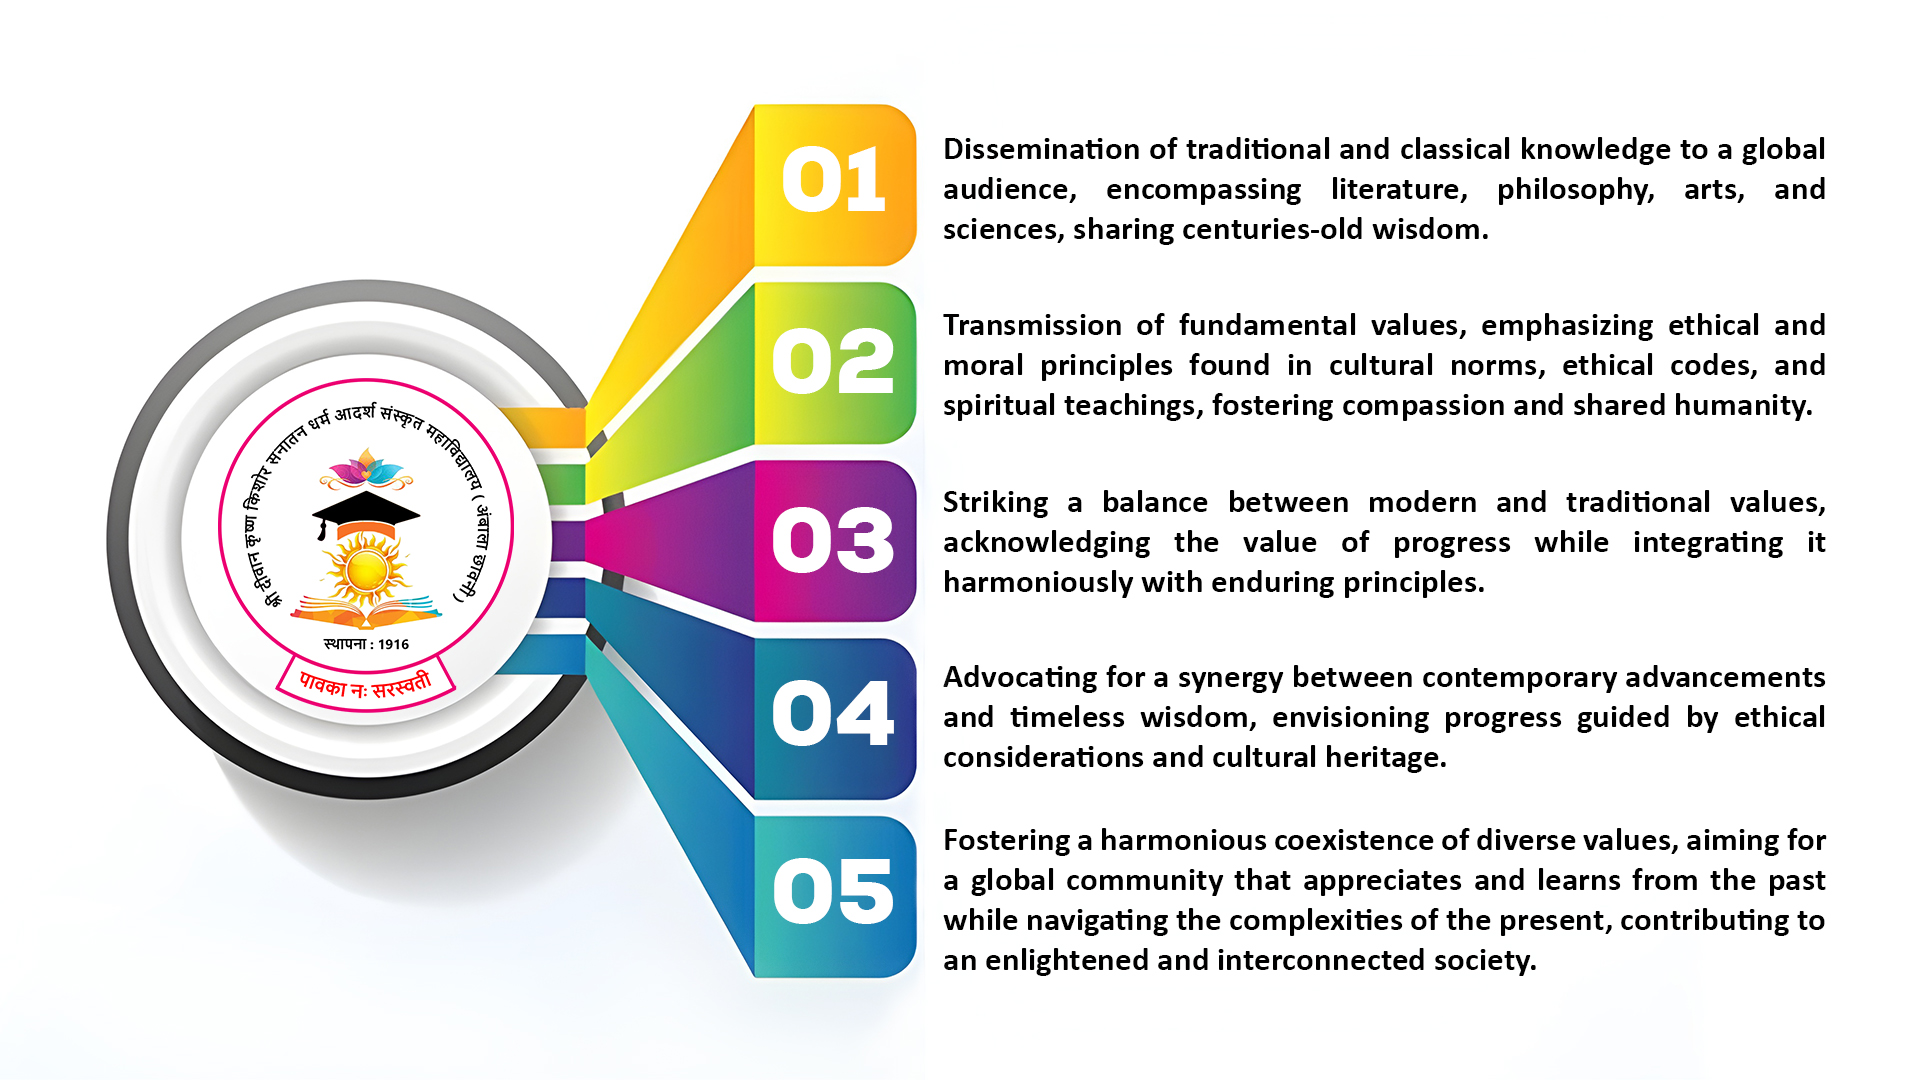 श्री दीवान कृष्ण किशोर सनातन धर्म आदर्श संस्कृत महाविद्यालय ( अंबाला छावनी )
स्थापना : 1916
पावका नः सरस्वती
01
Dissemination of traditional and classical knowledge to a global
audience, encompassing literature, philosophy, arts, and
sciences, sharing centuries-old wisdom.
02
Transmission of fundamental values, emphasizing ethical and
moral principles found in cultural norms, ethical codes, and
spiritual teachings, fostering compassion and shared humanity.
03
Striking a balance between modern and traditional values,
acknowledging the value of progress while integrating it
harmoniously with enduring principles.
04
Advocating for a synergy between contemporary advancements
and timeless wisdom, envisioning progress guided by ethical
considerations and cultural heritage.
05
Fostering a harmonious coexistence of diverse values, aiming for
a global community that appreciates and learns from the past
while navigating the complexities of the present, contributing to
an enlightened and interconnected society.